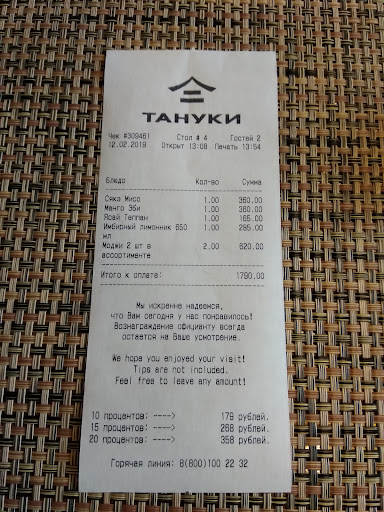 ТАНУКИ
Чек #309461 Стол # 4 Гостей 2
12.02.2019 Открыт 13:08 Печать 13:54
Блюдо Кол-во Сумма
Сяке Мисо 1.00 360.00
Манго Эби 1.00 360.00
Ясай Теппан 1.00 165.00
Имбирный лимонник 650 1.00 285.00
мл
Моджи 2 шт в 2.00 620.00
ассортименте
Итого к оплате: 1790.00
Мы искренне надеемся,
что Вам сегодня у нас понравилось!
Вознаграждение официанту всегда
остается на Ваше усмотрение.
We hope you enjoyed your visit!
Tips are not included.
Feel free to leave any amount!
10 процентов: ----> 179 рублей.
15 процентов: ----> 268 рублей.
20 процентов: ----> 358 рублей.
Горячая линия: 8(800)100 22 32